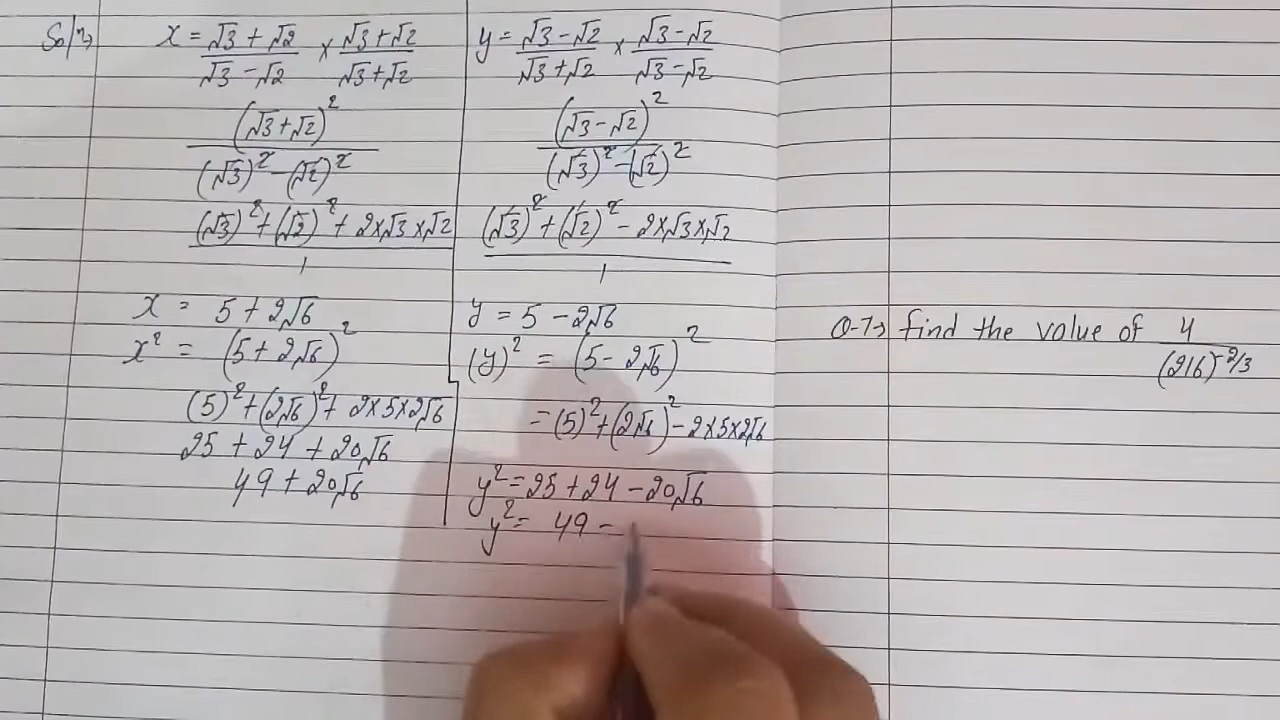 Sol^n→ x = √3 + √2 / √3 − √2 × √3 + √2 / √3 + √2
(√3 + √2)² / (√3)² − (√2)²
(√3)² + (√2)² + 2×√3×√2 / 1
x = 5 + 2√6
x² = (5 + 2√6)²
(5)² + (2√6)² + 2×5×2√6
25 + 24 + 20√6
49 + 20√6
y = √3 − √2 / √3 + √2 × √3 − √2 / √3 − √2
(√3 − √2)² / (√3)² − (√2)²
(√3)² + (√2)² − 2×√3×√2 / 1
y = 5 − 2√6
(y)² = (5 − 2√6)²
= (5)² + (2√6)² − 2×5×2√6
y² = 25 + 24 − 20√6
y² = 49 −
Q-7→ find the value of 4 / (216)^-2/3